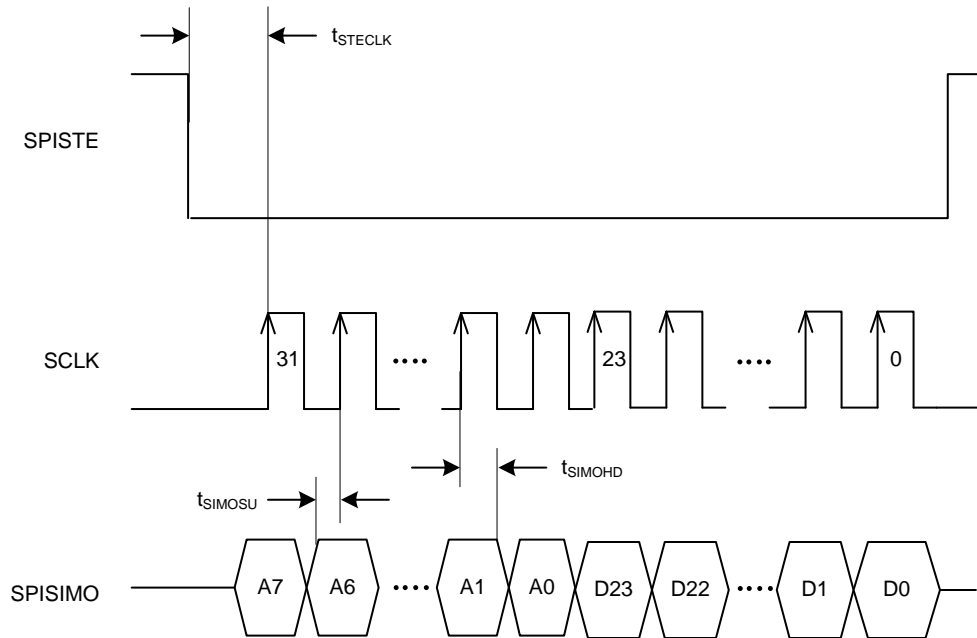 tSTECLK
SPISTE
SCLK
31
••••
23
••••
0
tSIMOHD
tSIMOSU
SPISIMO
A7
A6
••••
A1
A0
D23
D22
••••
D1
D0